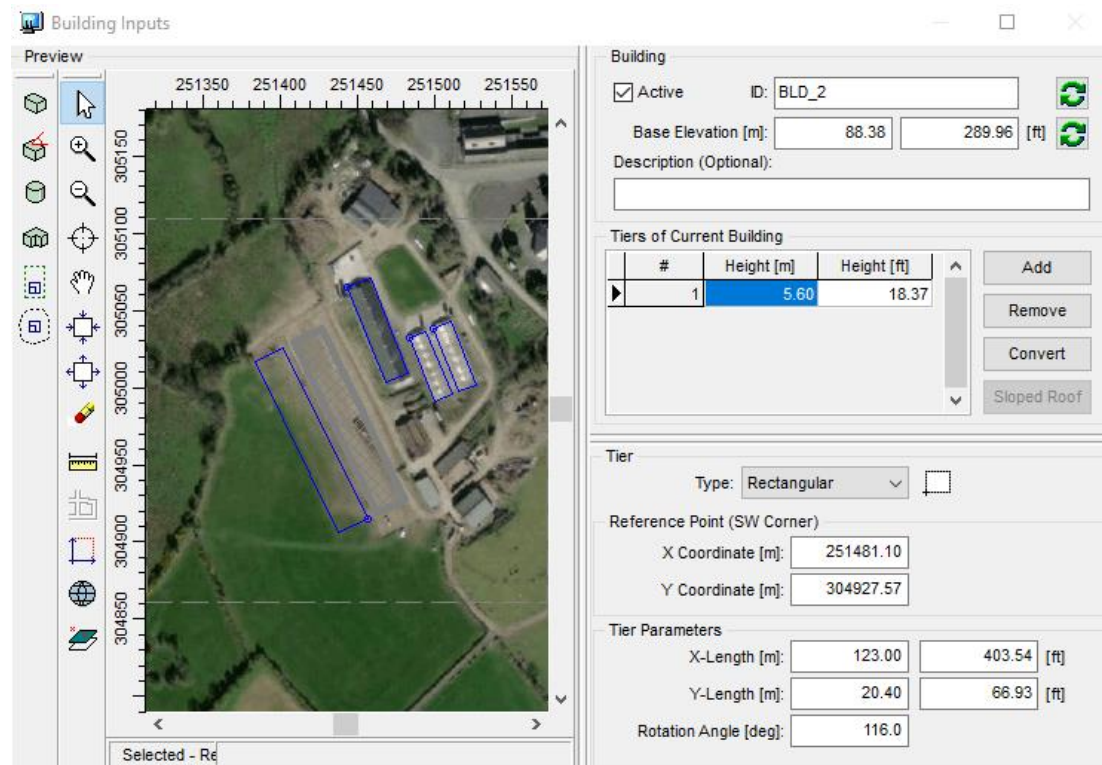 Building Inputs
Preview
251350 251400 251450 251500 251550
305150
305100
305050
305000
304950
304900
304850
Selected - Re
Building
Active ID: BLD_2
Base Elevation [m]: 88.38 289.96 [ft]
Description (Optional):
Tiers of Current Building
# Height [m] Height [ft]
1 5.60 18.37
Add
Remove
Convert
Sloped Roof
Tier
Type: Rectangular
Reference Point (SW Corner)
X Coordinate [m]: 251481.10
Y Coordinate [m]: 304927.57
Tier Parameters
X-Length [m]: 123.00 403.54 [ft]
Y-Length [m]: 20.40 66.93 [ft]
Rotation Angle [deg]: 116.0